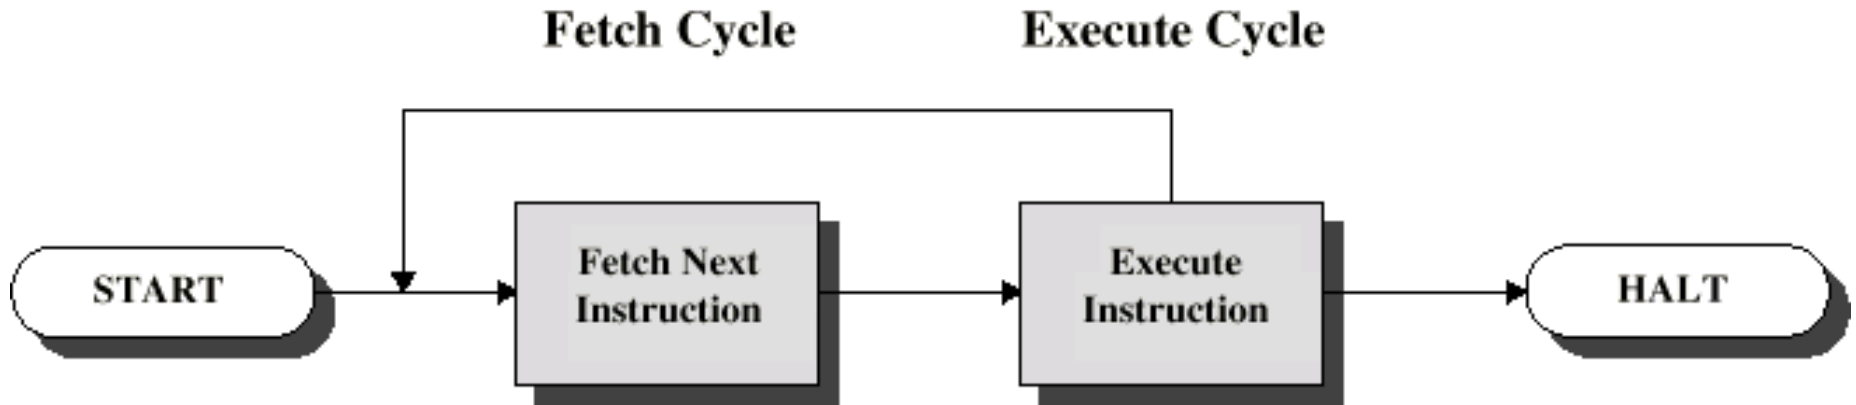 Fetch Cycle
Execute Cycle
START
Fetch Next
Instruction
Execute
Instruction
HALT